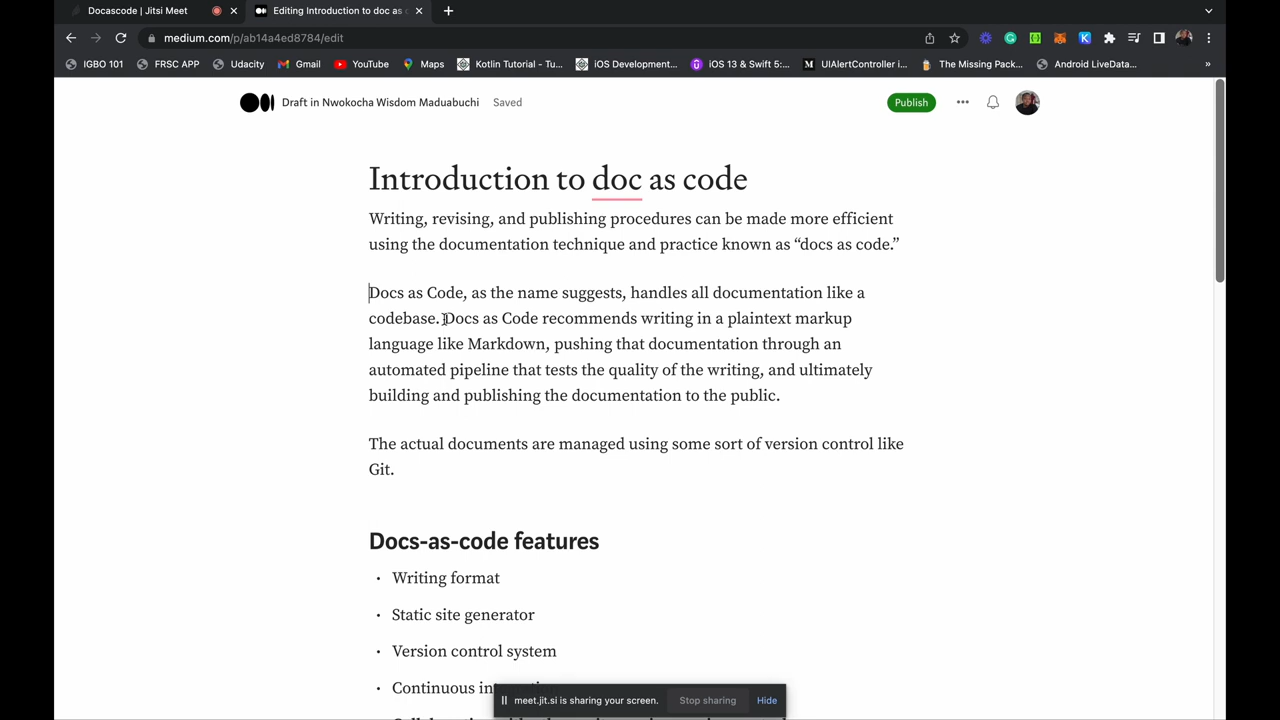 Docascode | Jitsi Meet
Editing Introduction to doc as
medium.com/p/ab14a4ed8784/edit
IGBO 101
FRSC APP
Udacity
Gmail
YouTube
Maps
Kotlin Tutorial - Tu...
iOS Development...
iOS 13 & Swift 5:...
UIAlertController i...
The Missing Pack...
Android LiveData...
»
Draft in Nwokocha Wisdom Maduabuchi
Saved
Publish
Introduction to doc as code
Writing, revising, and publishing procedures can be made more efficient
using the documentation technique and practice known as “docs as code.”
Docs as Code, as the name suggests, handles all documentation like a
codebase. Docs as Code recommends writing in a plaintext markup
language like Markdown, pushing that documentation through an
automated pipeline that tests the quality of the writing, and ultimately
building and publishing the documentation to the public.
The actual documents are managed using some sort of version control like
Git.
Docs-as-code features
• Writing format
• Static site generator
• Version control system
• Continuous
meet.jit.si is sharing your screen.
Stop sharing
Hide